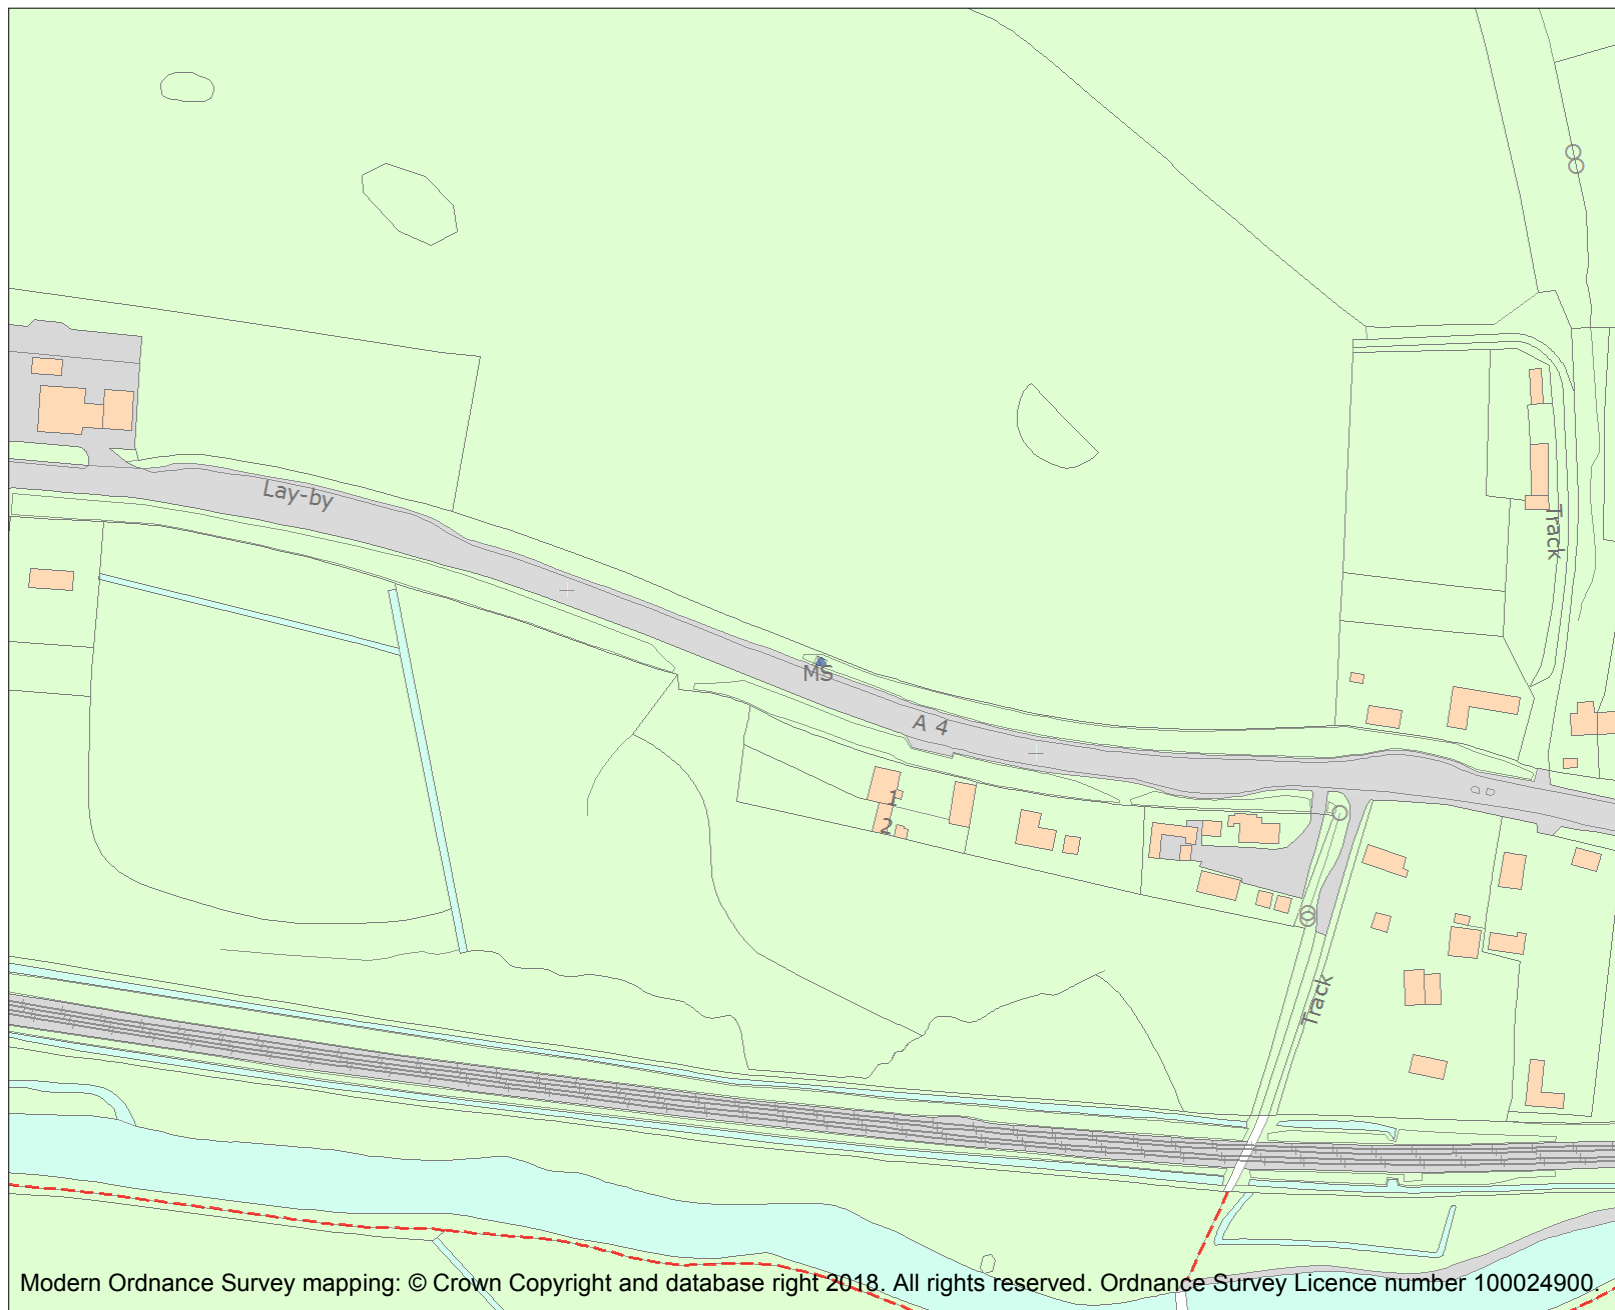 Lay-by
Track
MS
A 4
1
2
Track
Modern Ordnance Survey mapping: © Crown Copyright and database right 2018. All rights reserved. Ordnance Survey Licence number 100024900.